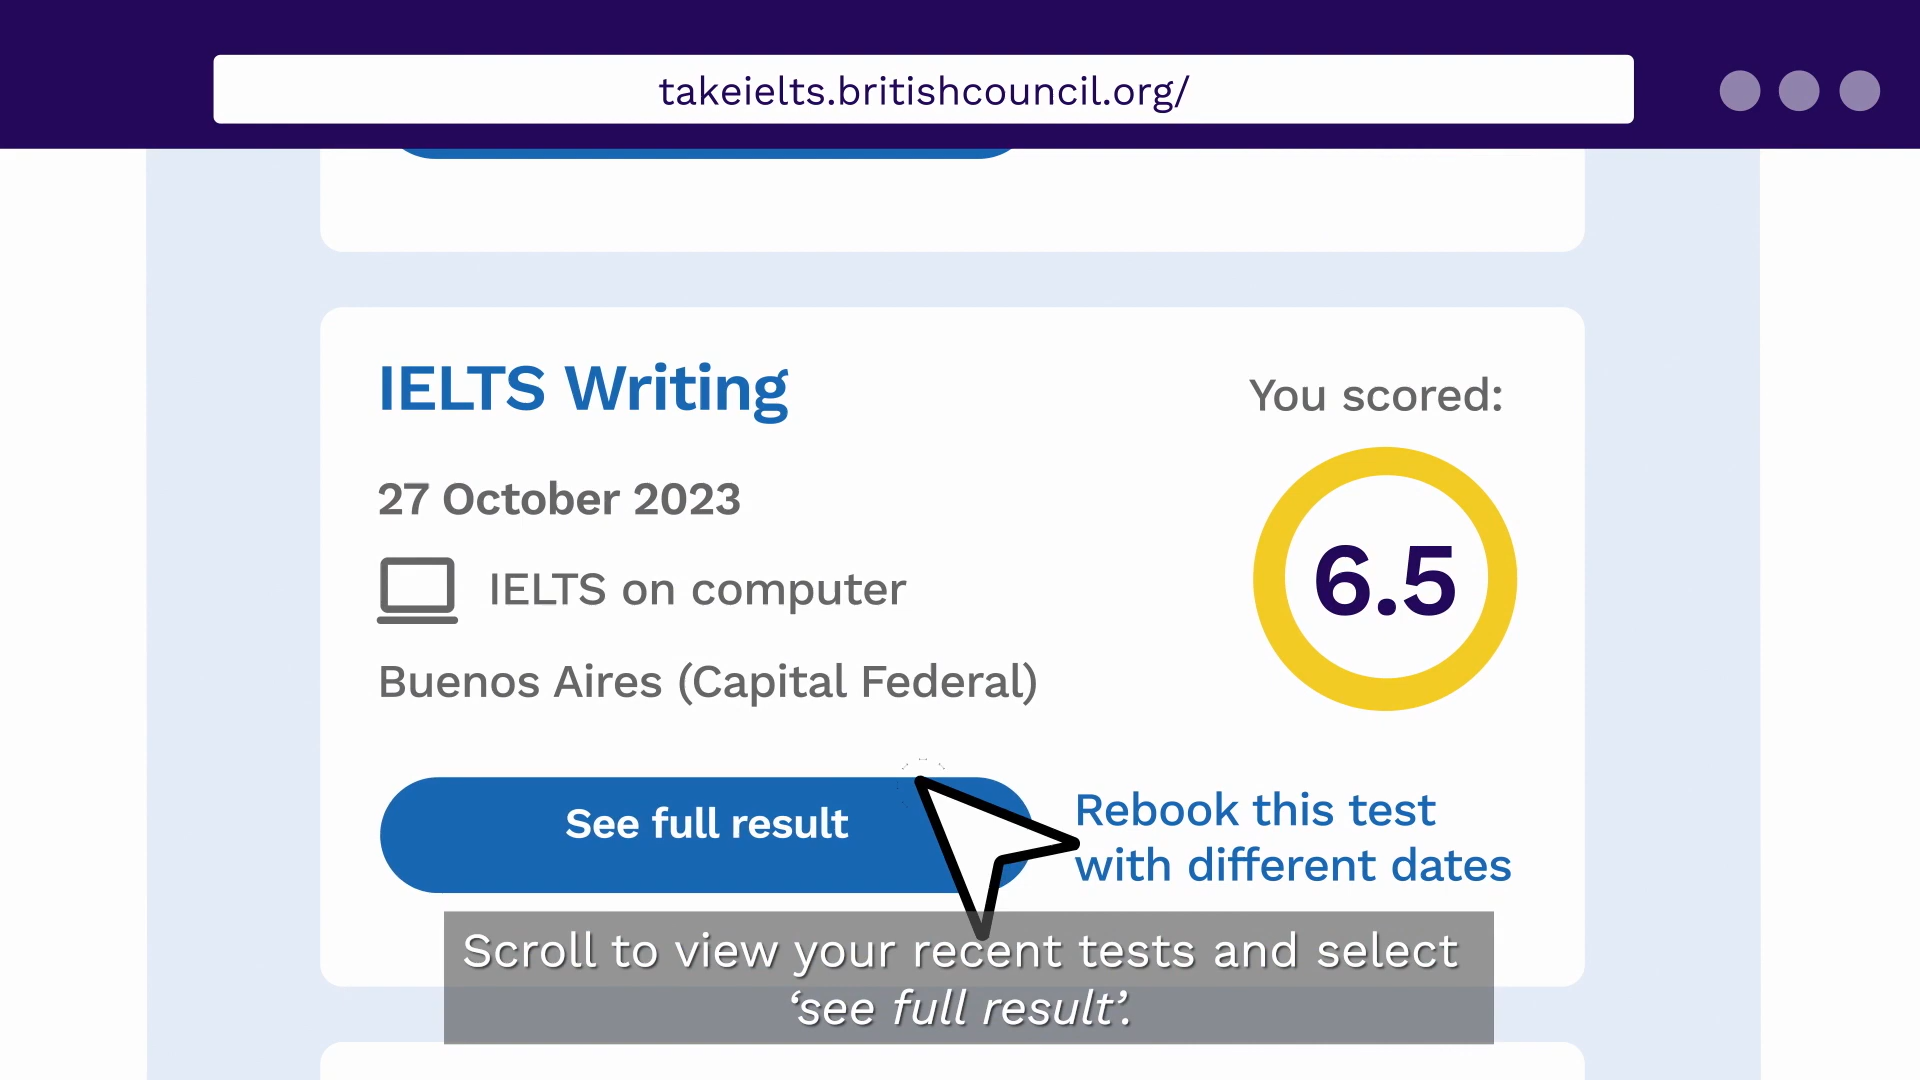 takeielts.britishcouncil.org/
IELTS Writing
You scored:
27 October 2023
6.5
IELTS on computer
Buenos Aires (Capital Federal)
See full result
Rebook this test
with different dates
Scroll to view your recent tests and select
‘see full result’.